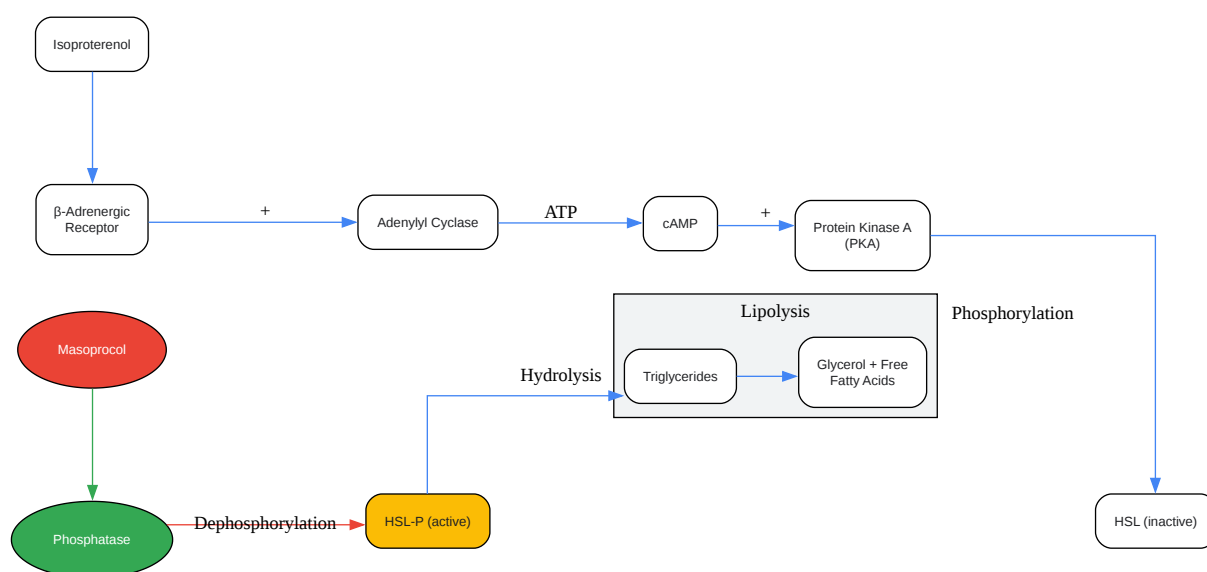 Isoproterenol
β-Adrenergic
Receptor
+
Adenylyl Cyclase
ATP
cAMP
+
Protein Kinase A
(PKA)
Lipolysis
Phosphorylation
Masoprocol
Hydrolysis
Triglycerides
Glycerol + Free
Fatty Acids
Phosphatase
Dephosphorylation
HSL-P (active)
HSL (inactive)